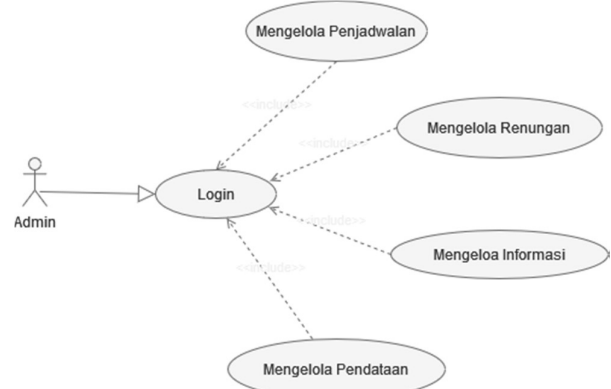 Mengelola Penjadwalan
<<include>>
Mengelola Renungan
<<include>>
Login
Admin
<<include>>
Mengeloa Informasi
<<include>>
Mengelola Pendataan